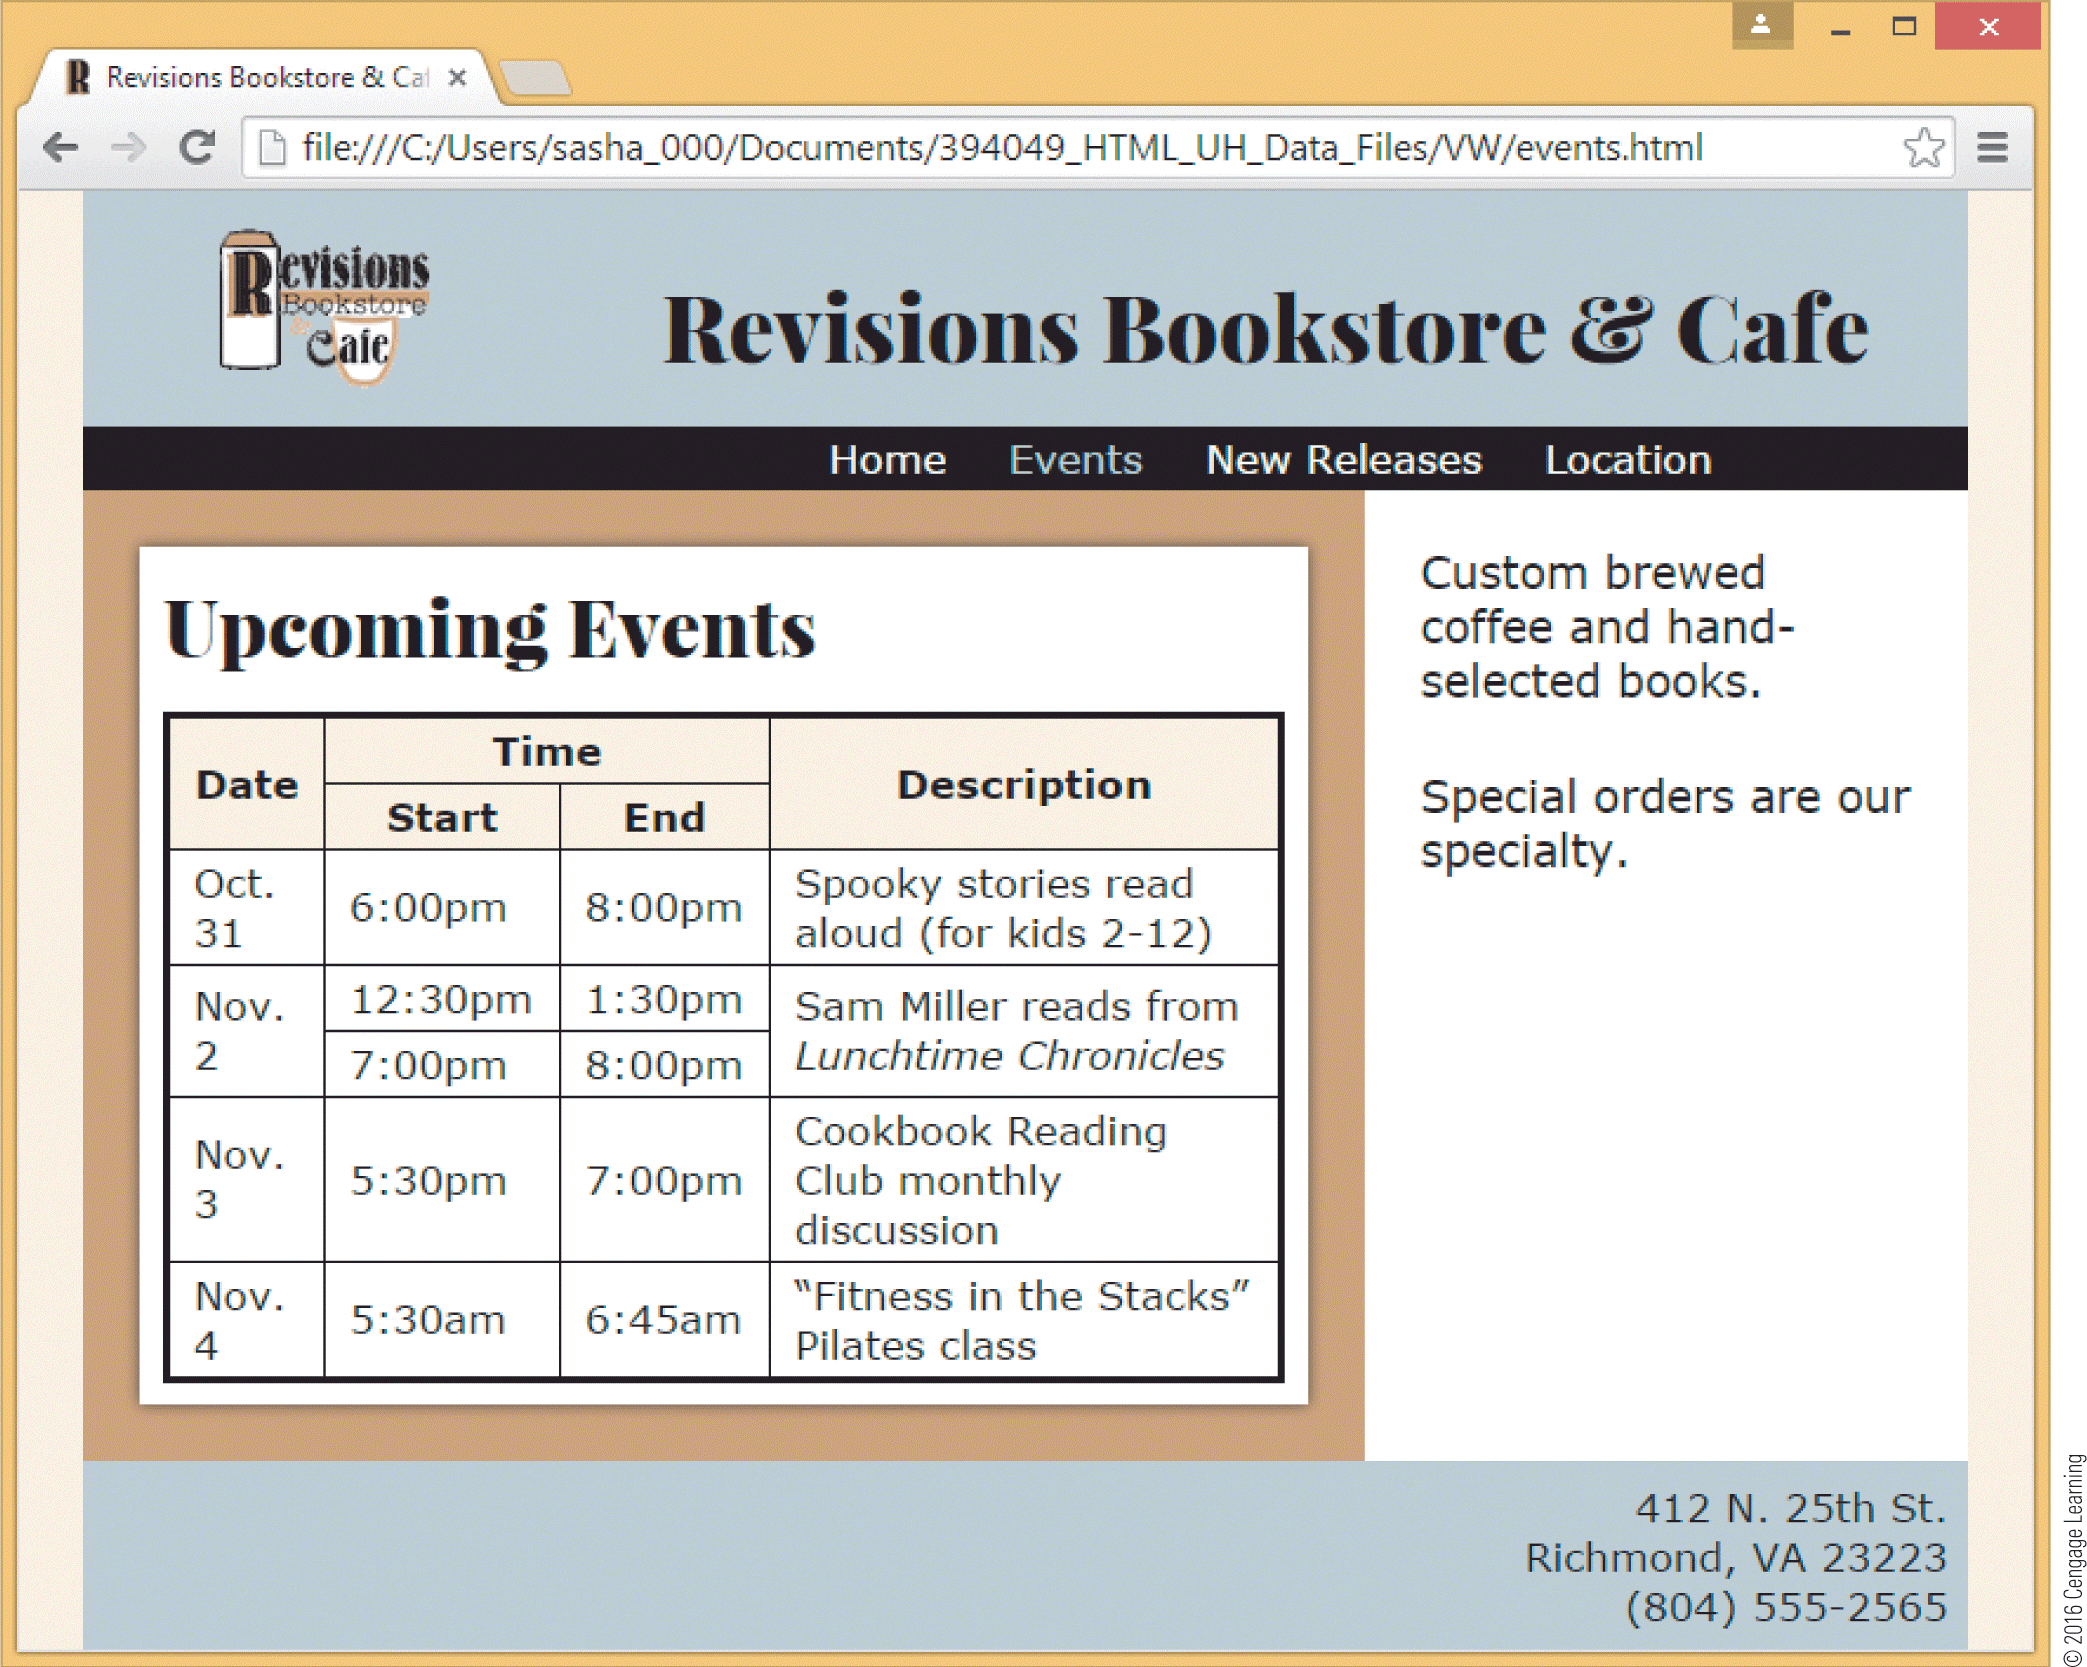 Revisions Bookstore & Caf
file:///C:/Users/sasha_000/Documents/394049_HTML_UH_Data_Files/VW/events.html
Revisions
Bookstore
& Cafe
Revisions Bookstore & Cafe
Home Events New Releases Location
Upcoming Events
Date Time Description
Start End
Oct. 31 6:00pm 8:00pm Spooky stories read
aloud (for kids 2-12)
Nov. 2 12:30pm 1:30pm Sam Miller reads from
7:00pm 8:00pm Lunchtime Chronicles
Nov. 3 5:30pm 7:00pm Cookbook Reading
Club monthly
discussion
Nov. 4 5:30am 6:45am “Fitness in the Stacks”
Pilates class
Custom brewed
coffee and hand-
selected books.
Special orders are our
specialty.
412 N. 25th St.
Richmond, VA 23223
(804) 555-2565
© 2016 Cengage Learning